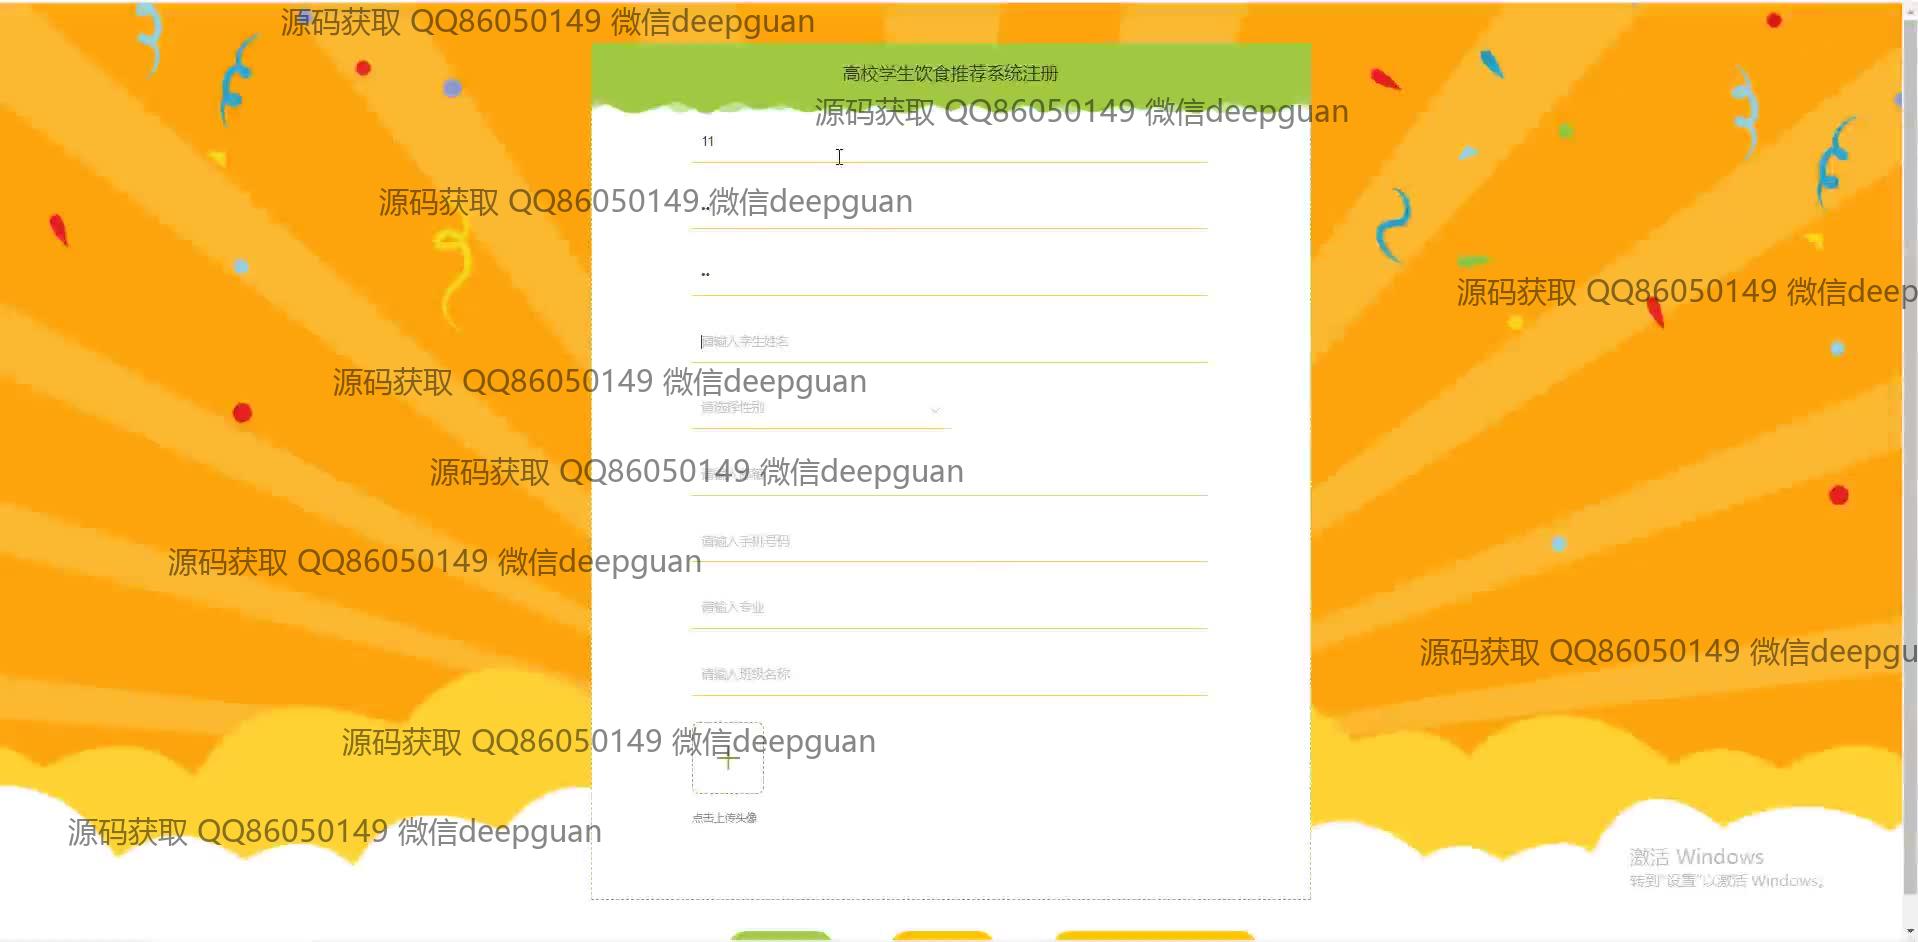 源码获取 QQ86050149 微信deepguan
高校学生饮食推荐系统注册
源码获取 QQ86050149 微信deepguan
11
源码获取 QQ86050149 微信deepguan
••
源码获取 QQ86050149 微信deep
请输入学生姓名
源码获取 QQ86050149 微信deepguan
请选择性别
源码获取 QQ86050149 微信deepguan
请输入手机号码
源码获取 QQ86050149 微信deepguan
请输入专业
源码获取 QQ86050149 微信deepgu
请输入班级名称
源码获取 QQ86050149 微信deepguan
点击上传头像
源码获取 QQ86050149 微信deepguan
激活 Windows
转到“设置”以激活 Windows。